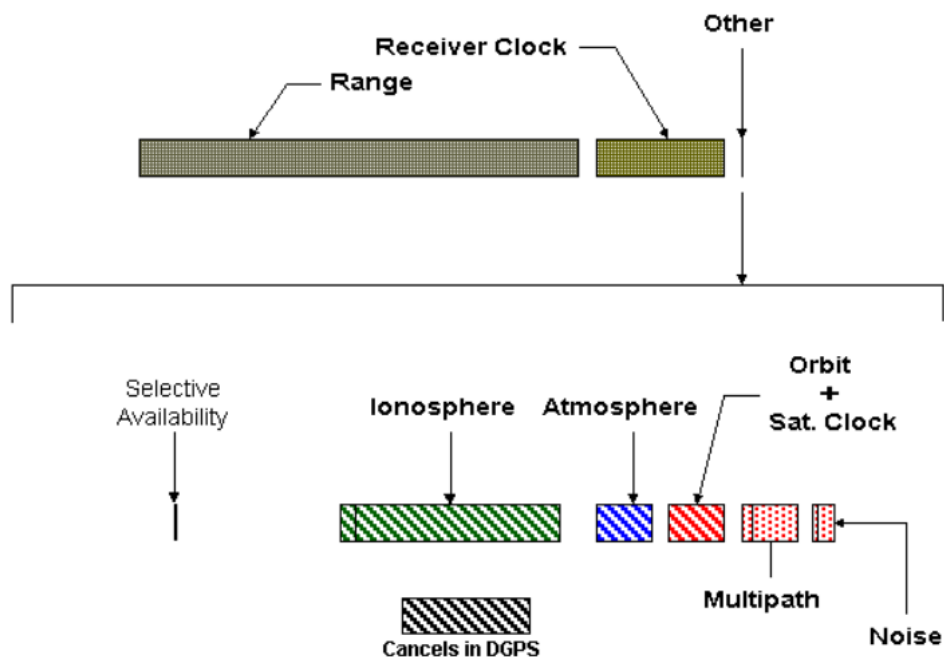 Other
Receiver Clock
Range
Orbit
+
Sat. Clock
Selective
Availability
Ionosphere
Atmosphere
Multipath
Noise
Cancels in DGPS